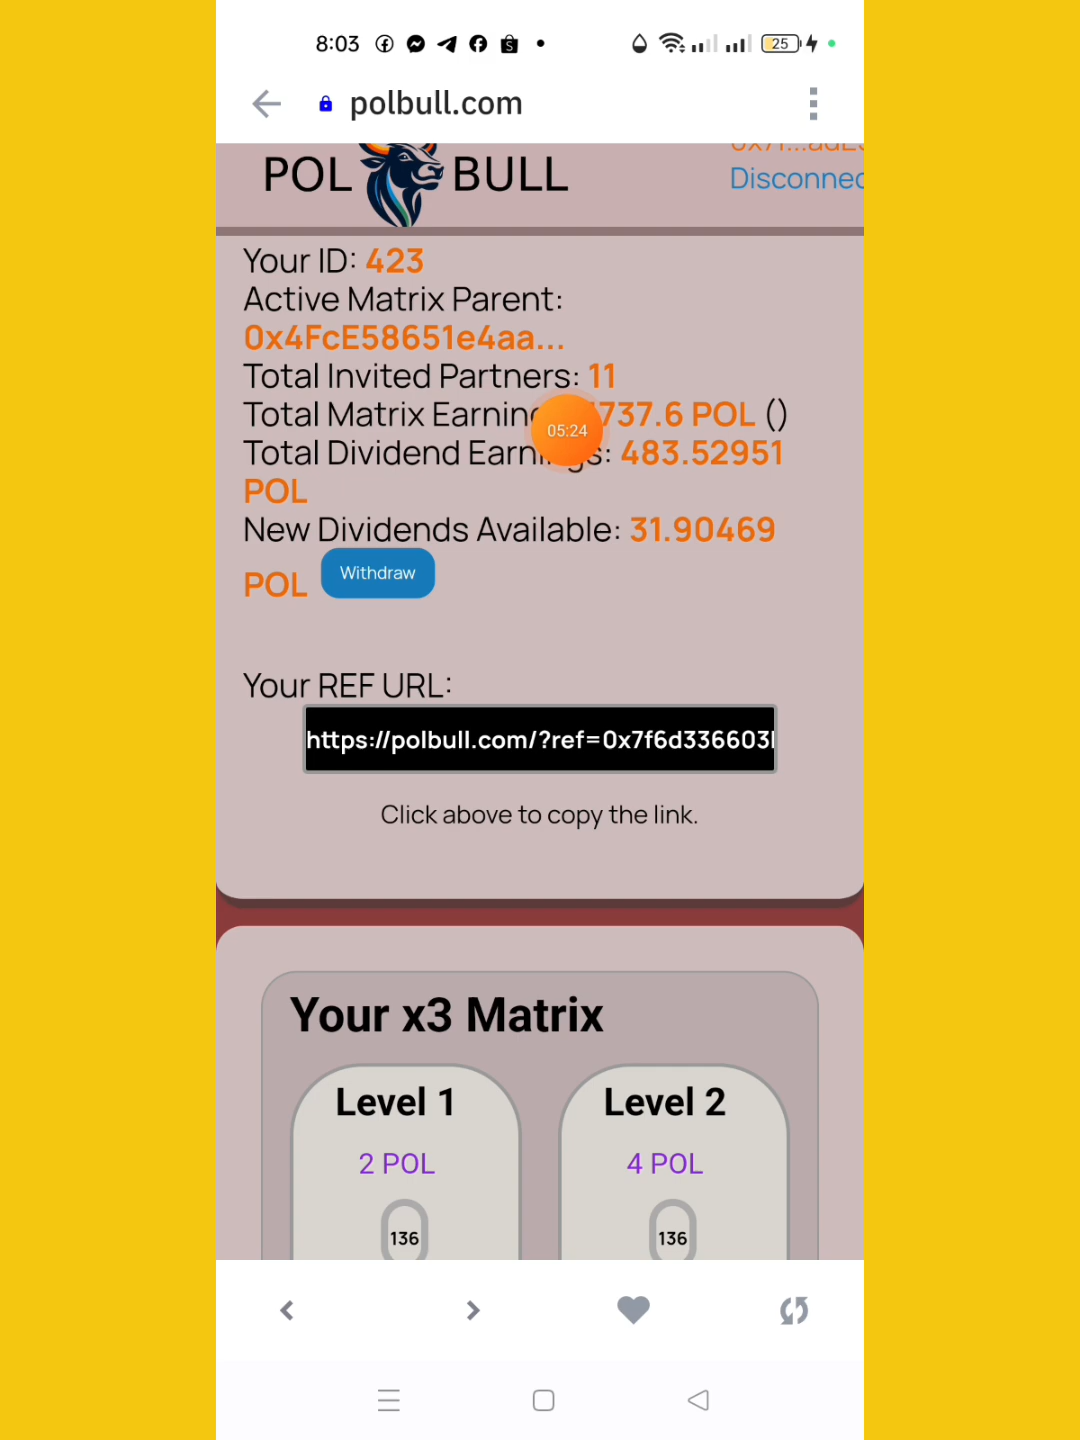 8:03
25
polbull.com
POL BULL
Disconnec
Your ID: 423
Active Matrix Parent:
0x4FcE58651e4aa...
Total Invited Partners: 11
Total Matrix 737.6 POL ()
05:24
Total Dividend 483.52951
POL
New Dividends Available: 31.90469
POL Withdraw
Your REF URL:
https://polbull.com/?ref=0x7f6d336603
Click above to copy the link.
Your x3 Matrix
Level 1 Level 2
2 POL 4 POL
136 136